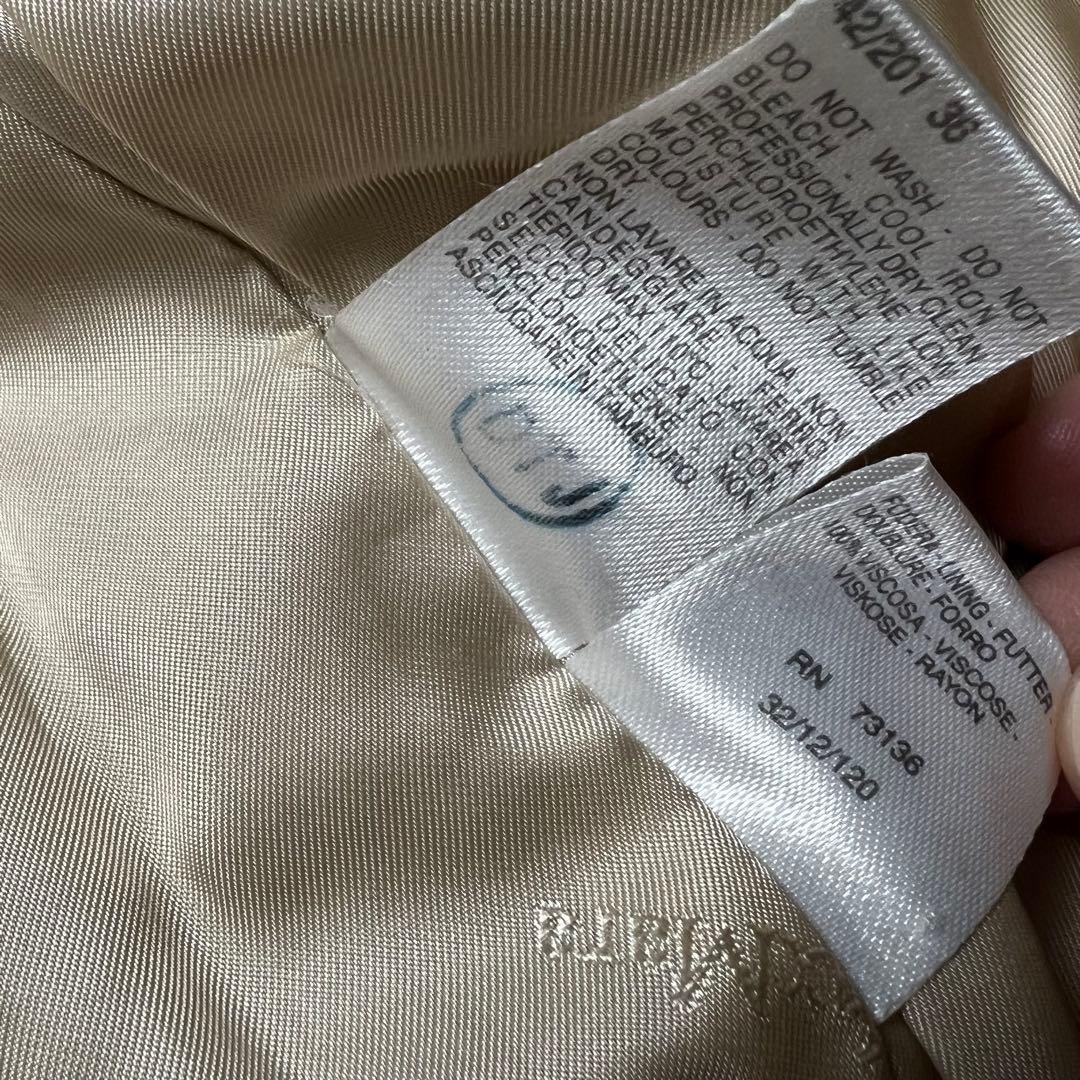 42/201 36
DO NOT WASH - DO NOT
BLEACH - COOL IRON
PROFESSIONALLY DRY CLEAN
PERCHLOROETHYLENE LOW
MOISTURE WITH LIKE
COLOURS - DO NOT TUMBLE
DRY
NON LAVARE IN ACQUA - NON
CANDEGGIARE - FERRO
TIEPIDO MAX 110°C - LAVARE A
SECCO DELICATO CON
PERCLOROETILENE - NON
ASCIUGARE IN TAMBURO
FODERA - LINING - FUTTER
DOUBLURE - FORRO
100% VISCOSA - VISCOSE -
VISKOSE - RAYON
RN 73136
32/12/120